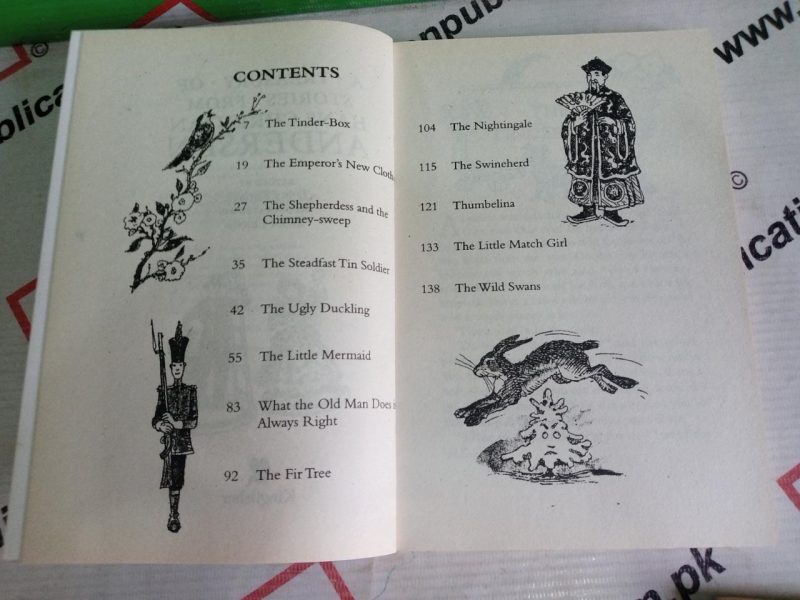 CONTENTS
7 The Tinder-Box
19 The Emperor's New Cloth
27 The Shepherdess and the
Chimney-sweep
35 The Steadfast Tin Soldier
42 The Ugly Duckling
55 The Little Mermaid
83 What the Old Man Does is
Always Right
92 The Fir Tree
104 The Nightingale
115 The Swineherd
121 Thumbelina
133 The Little Match Girl
138 The Wild Swans
©
www.
©